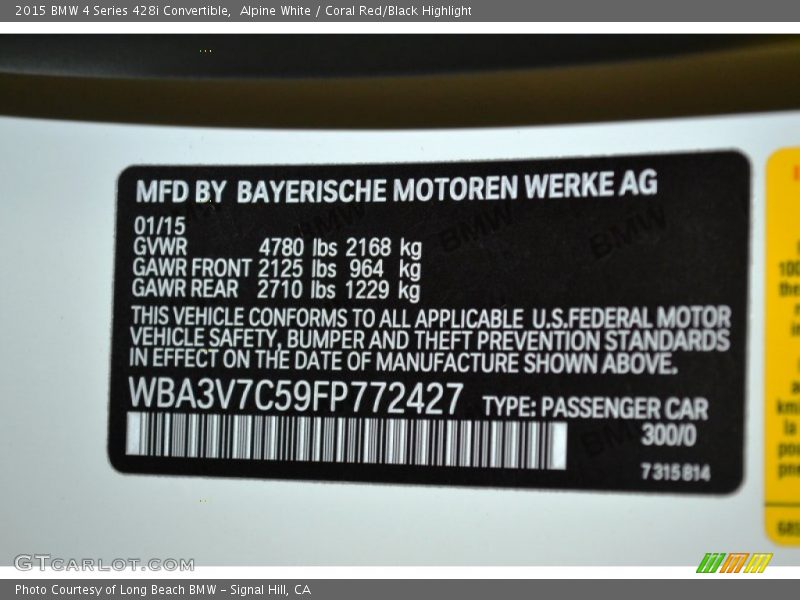 2015 BMW 4 Series 428i Convertible,  Alpine White / Coral Red/Black Highlight
MFD BY BAYERISCHE MOTOREN WERKE AG
01/15
GVWR 4780 lbs 2168 kg
GAWR FRONT 2125 lbs 964 kg
GAWR REAR 2710 lbs 1229 kg
THIS VEHICLE CONFORMS TO ALL APPLICABLE U.S.FEDERAL MOTOR
VEHICLE SAFETY, BUMPER AND THEFT PREVENTION STANDARDS
IN EFFECT ON THE DATE OF MANUFACTURE SHOWN ABOVE.
WBA3V7C59FP772427 TYPE: PASSENGER CAR
300/0
7315814
GTCARLOT.COM
Photo Courtesy of Long Beach BMW - Signal Hill, CA